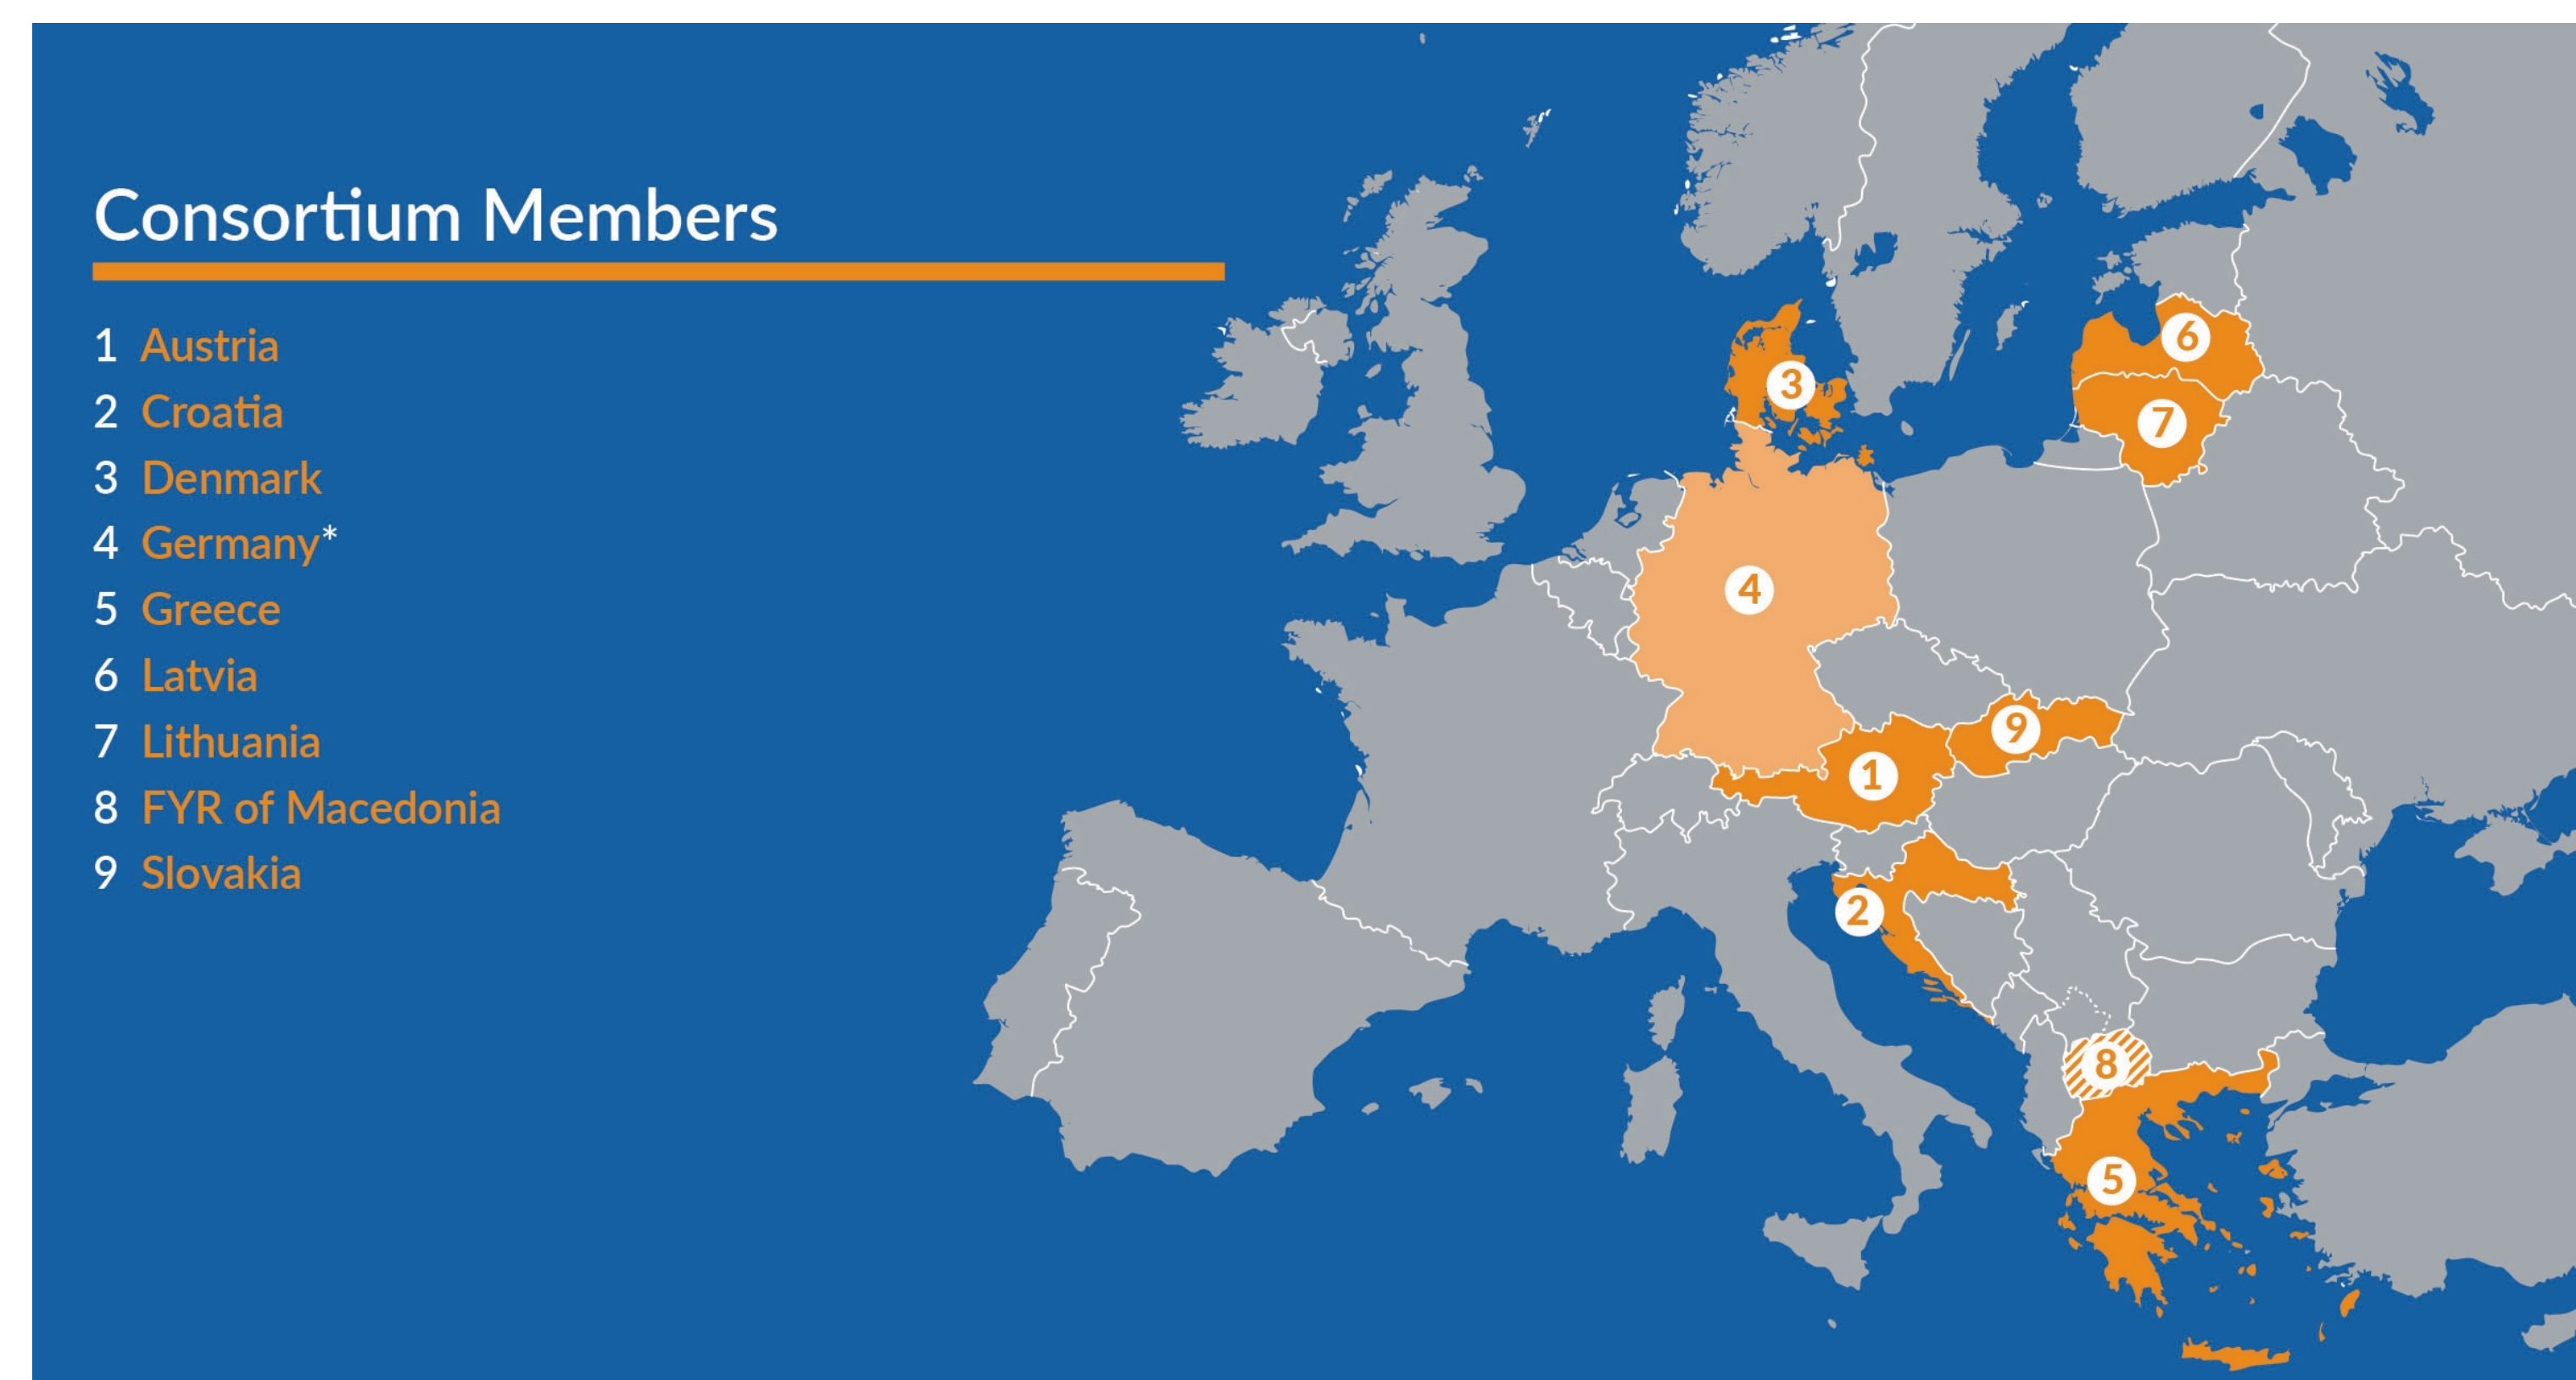 Consortium Members
1 Austria
2 Croatia
3 Denmark
4 Germany*
5 Greece
6 Latvia
7 Lithuania
8 FYR of Macedonia
9 Slovakia
6
3
7
4
9
1
2
8
5